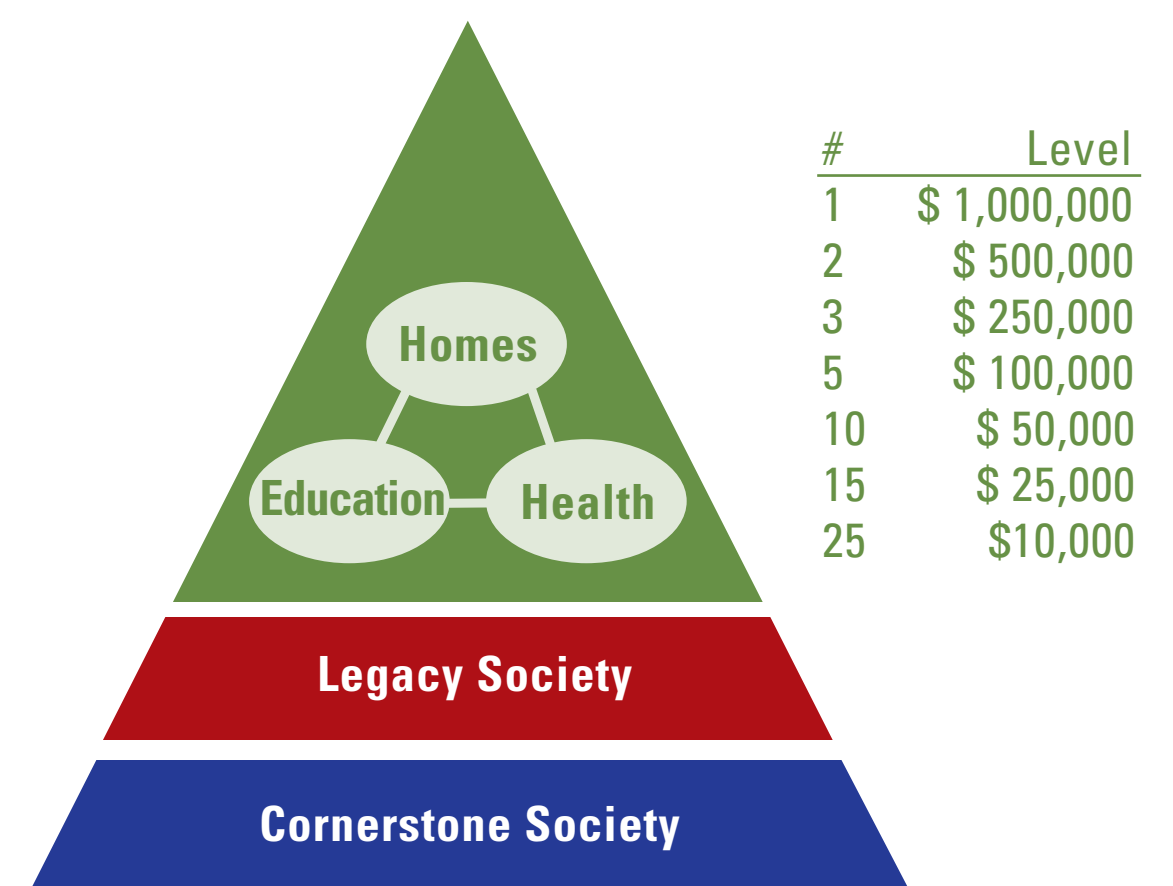 Homes
Education
Health
Legacy Society
Cornerstone Society
# Level
1 $ 1,000,000
2 $ 500,000
3 $ 250,000
5 $ 100,000
10 $ 50,000
15 $ 25,000
25 $10,000